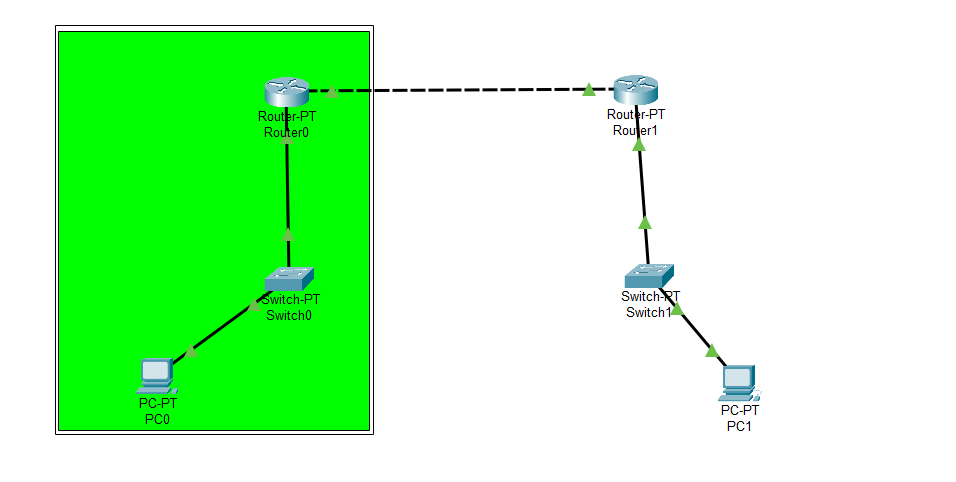 Router-PT
Router0
Router-PT
Router1
Switch-PT
Switch0
Switch-PT
Switch1
PC-PT
PC0
PC-PT
PC1